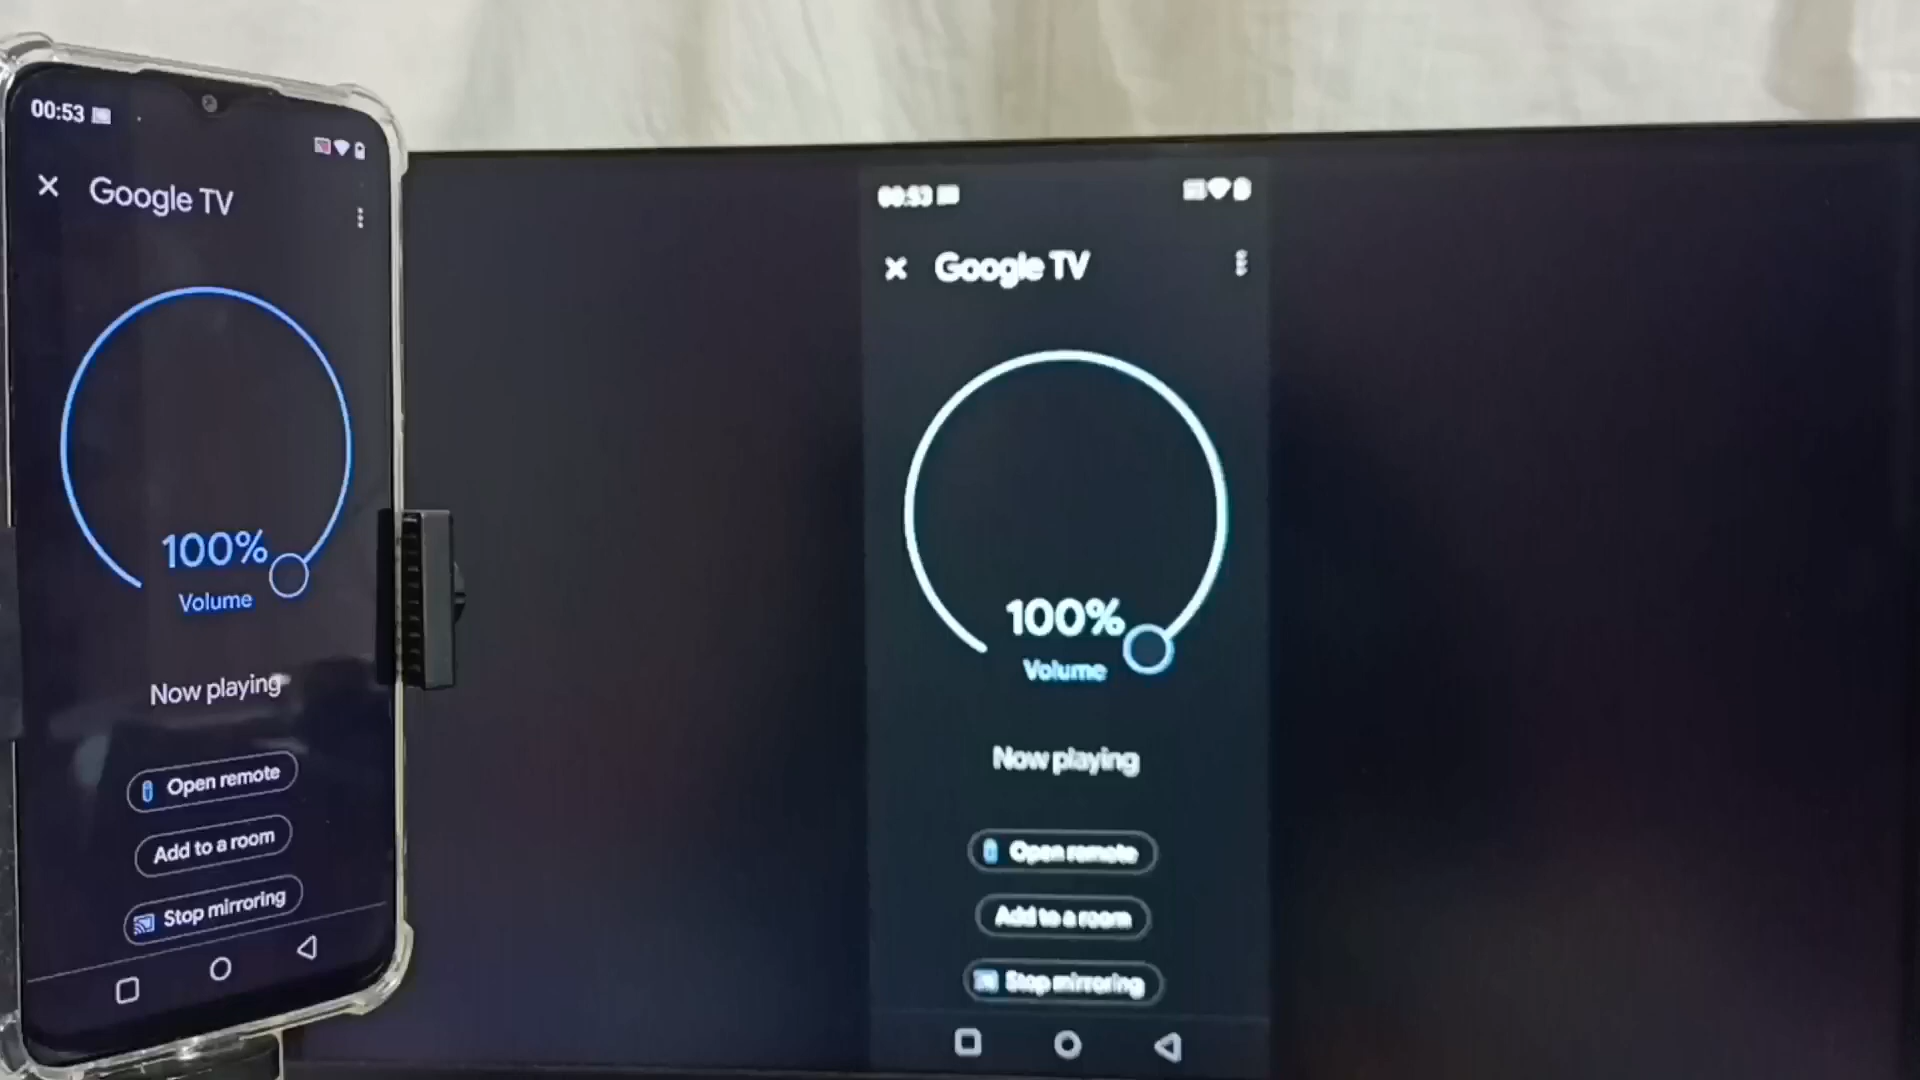 00:53
Google TV
100%
Volume
Now playing
Open remote
Add to a room
Stop mirroring
00:53
Google TV
100%
Volume
Now playing
Open remote
Add to a room
Stop mirroring